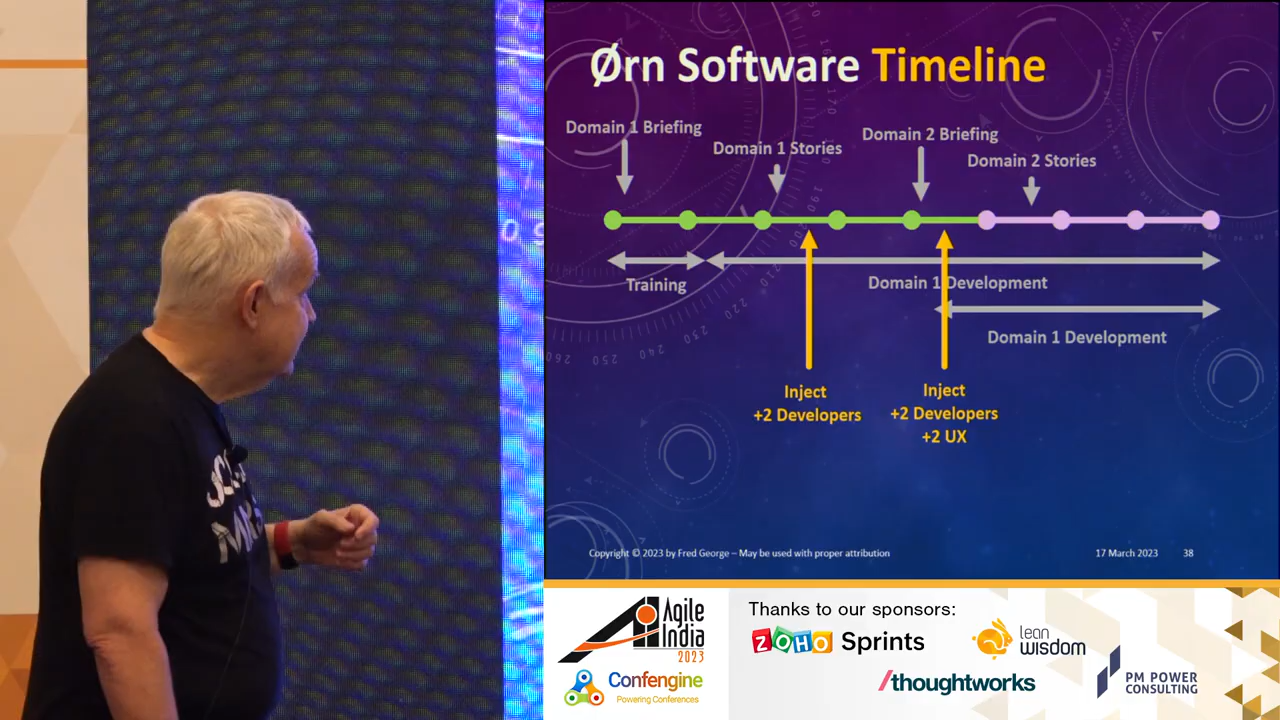 Ørn Software Timeline
Domain 1 Briefing
Domain 1 Stories
Domain 2 Briefing
Domain 2 Stories
Training
Domain 1 Development
Domain 1 Development
Inject
+2 Developers
Inject
+2 Developers
+2 UX
Copyright © 2023 by Fred George – May be used with proper attribution
17 March 2023
38
Agile
India
2023
Confengine
Powering Conferences
Thanks to our sponsors:
ZOHO Sprints
lean
wisdom
/thoughtworks
PM POWER
CONSULTING